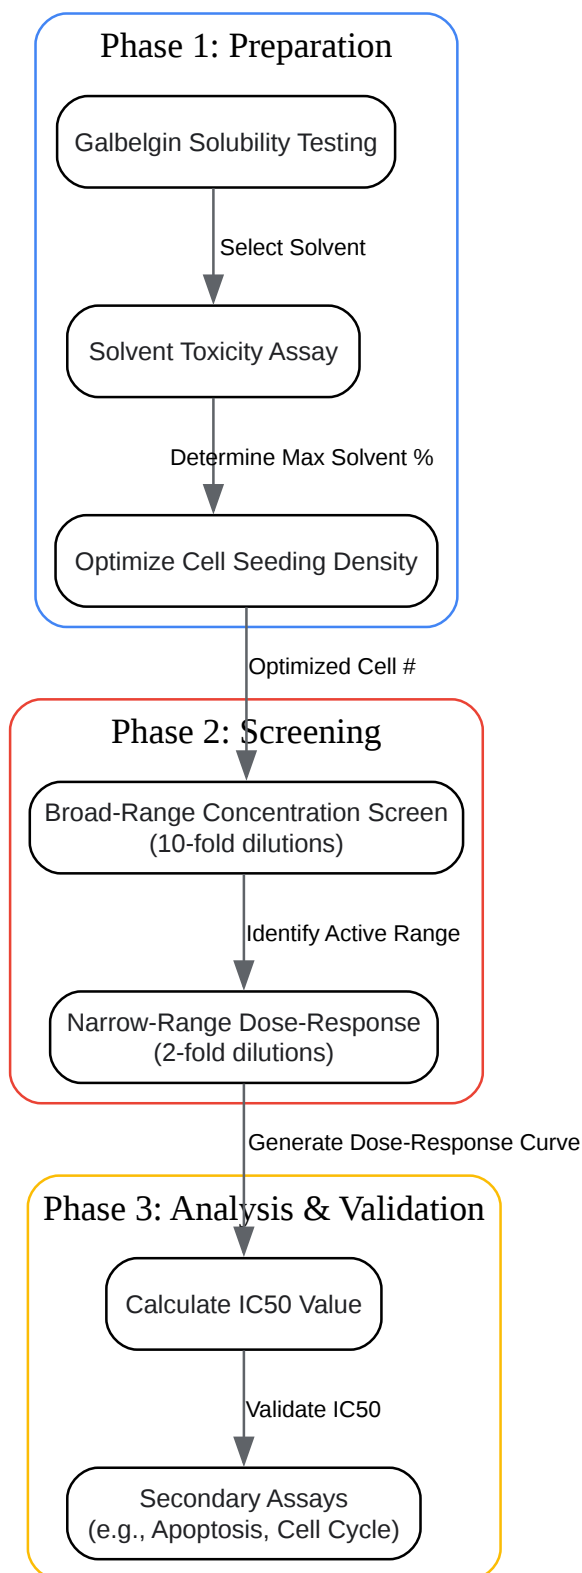 Phase 1: Preparation
Galbelgin Solubility Testing
Select Solvent
Solvent Toxicity Assay
Determine Max Solvent %
Optimize Cell Seeding Density
Optimized Cell #
Phase 2: Screening
Broad-Range Concentration Screen
(10-fold dilutions)
Identify Active Range
Narrow-Range Dose-Response
(2-fold dilutions)
Generate Dose-Response Curve
Phase 3: Analysis & Validation
Calculate IC50 Value
Validate IC50
Secondary Assays
(e.g., Apoptosis, Cell Cycle)